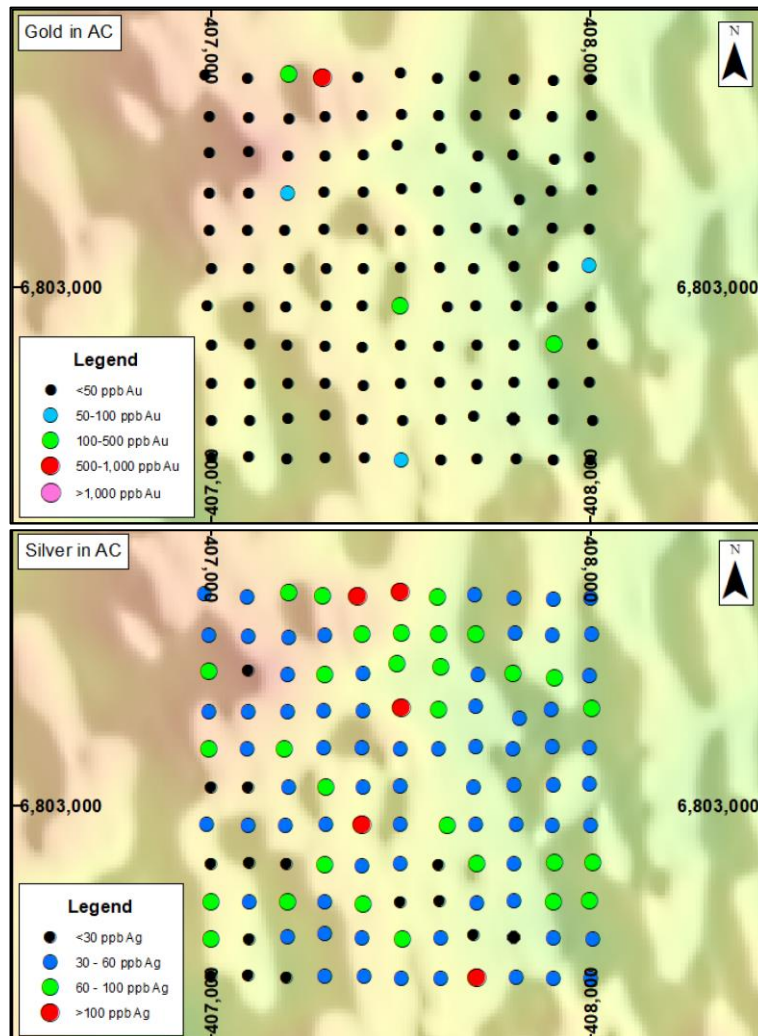 Gold in AC
407,000
408,000
N
6,803,000
6,803,000
Legend
<50 ppb Au
50-100 ppb Au
100-500 ppb Au
500-1,000 ppb Au
>1,000 ppb Au
407,000
408,000
Silver in AC
407,000
408,000
N
6,803,000
6,803,000
Legend
<30 ppb Ag
30 - 60 ppb Ag
60 - 100 ppb Ag
>100 ppb Ag
407,000
408,000